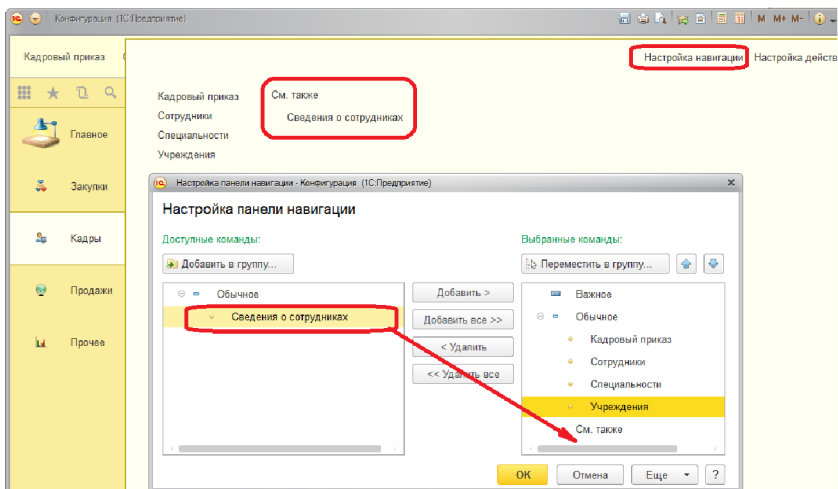 Конфигурация (1С:Предприятие)
M M+ M-
Кадровый приказ
Настройка навигации Настройка действ
Главное
Закупки
Кадры
Продажи
Прочее
Кадровый приказ
Сотрудники
Специальности
Учреждения
См. также
Сведения о сотрудниках
Настройка панели навигации - Конфигурация (1С:Предприятие)
Настройка панели навигации
Доступные команды:
Добавить в группу...
Обычное
Сведения о сотрудниках
Добавить >
Добавить все >>
< Удалить
<< Удалить все
Выбранные команды:
Переместить в группу...
Важное
Обычное
Кадровый приказ
Сотрудники
Специальности
Учреждения
См. также
ОК
Отмена
Еще
?